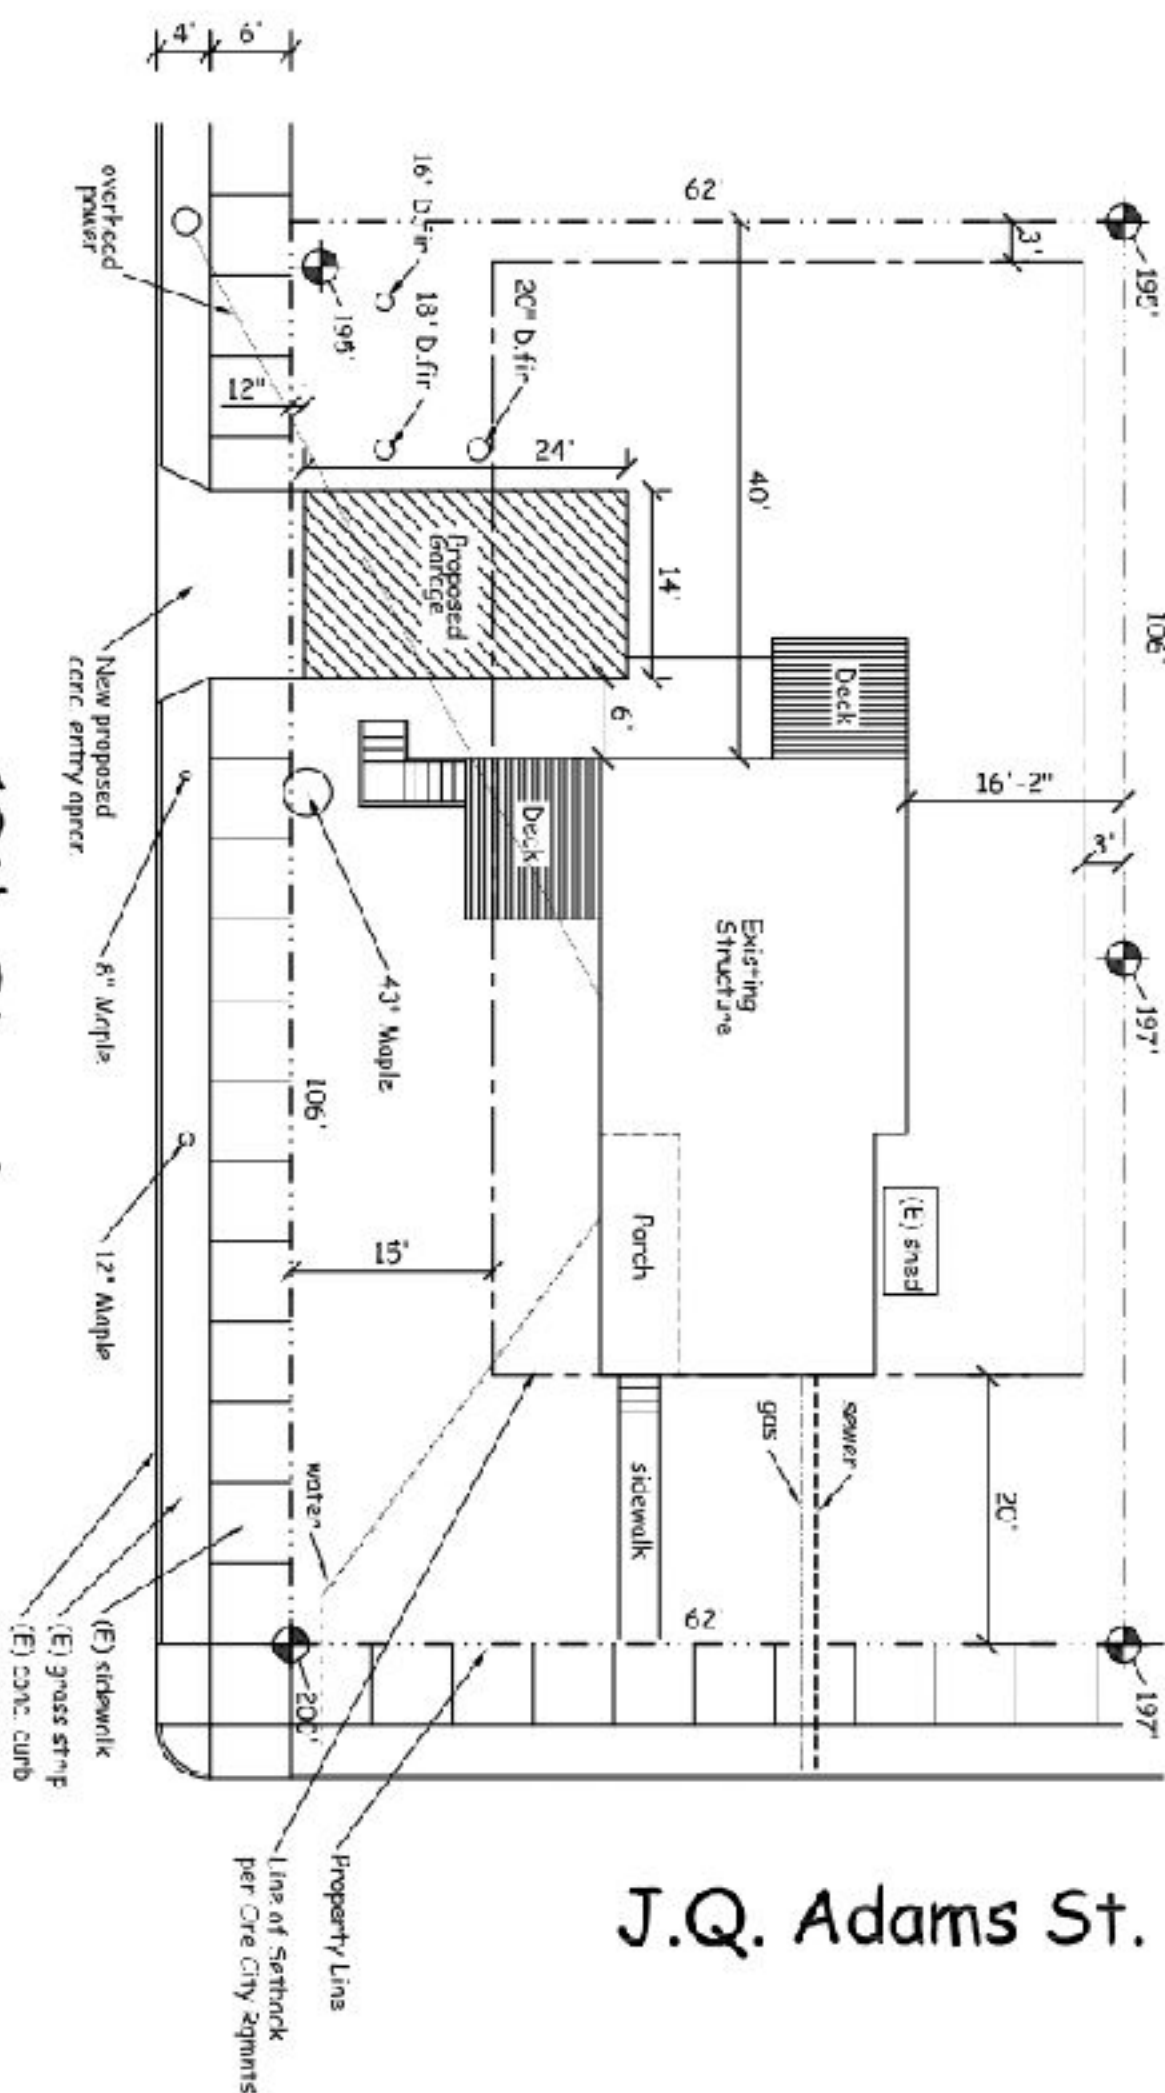 4'
6'
overhead
power
16' D.fir
62'
3'
195'
195'
18' D.fir
20" D.fir
12"
24'
40'
Proposed
Garage
14'
106'
New proposed
conc. entry apron
6'
Deck
Deck
16'-2"
3'
8" Maple
43" Maple
Existing
Structure
197'
106'
12" Maple
15'
Porch
(E) shed
water
sidewalk
gas
sewer
20'
62'
(E) sidewalk
(E) grass strip
(E) conc. curb
200'
197'
Property Line
Line of Setback
per Ore City Rqmnts
J.Q. Adams St.